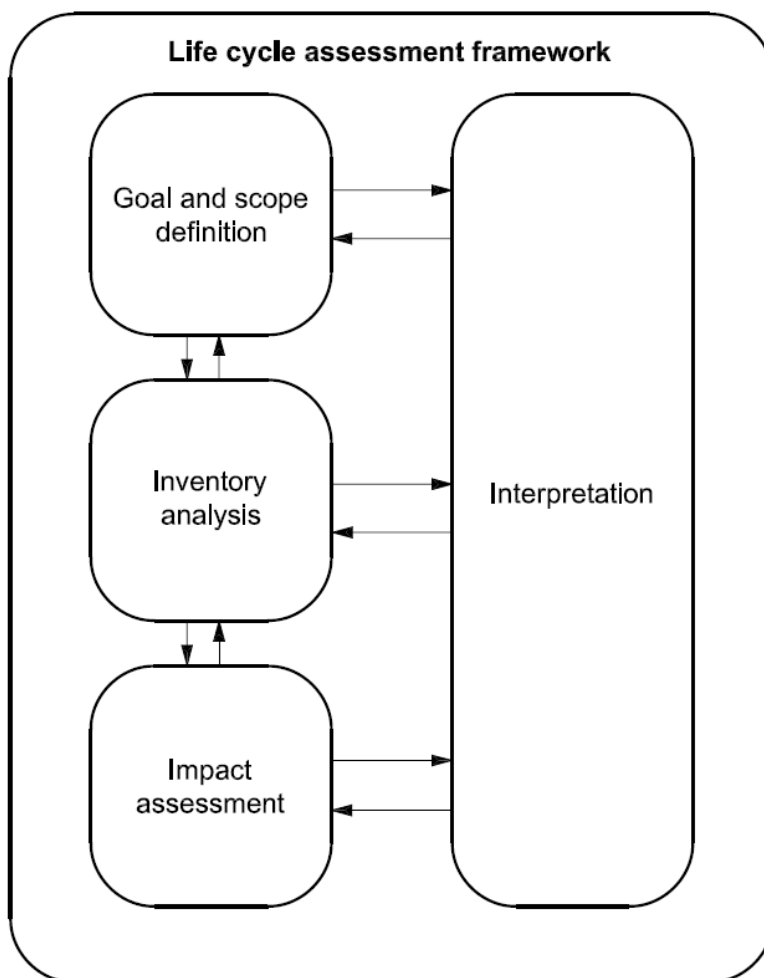 Life cycle assessment framework
Goal and scope
definition
Inventory
analysis
Interpretation
Impact
assessment